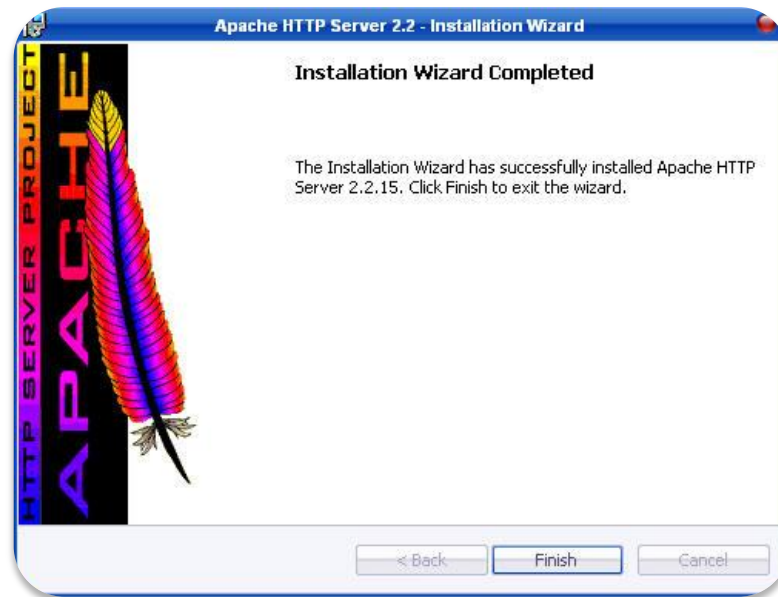 Apache HTTP Server 2.2 - Installation Wizard
HTTP SERVER PROJECT
APACHE
Installation Wizard Completed
The Installation Wizard has successfully installed Apache HTTP
Server 2.2.15. Click Finish to exit the wizard.
< Back Finish Cancel